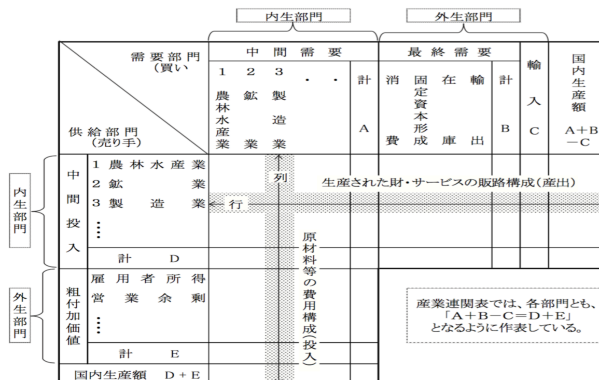 内生部門
外生部門
需要部門
(買い
供給部門
(売り手)
中間需要
1 農林水産業
2 鉱業
3 製造業
・
・
計 A
最終需要
消費
固定資本形成
在庫
輸出
計 B
輸入 C
国内生産額
A+B
-C
内生部門
中間投入
1 農林水産業
2 鉱業
3 製造業
⋮
計 D
列
行
生産された財・サービスの販路構成(産出)
原材料等の費用構成(投入)
外生部門
粗付加価値
雇用者所得
営業余剰
⋮
計 E
国内生産額 D+E
産業連関表では、各部門とも、
「A+B-C=D+E」
となるように作表している。